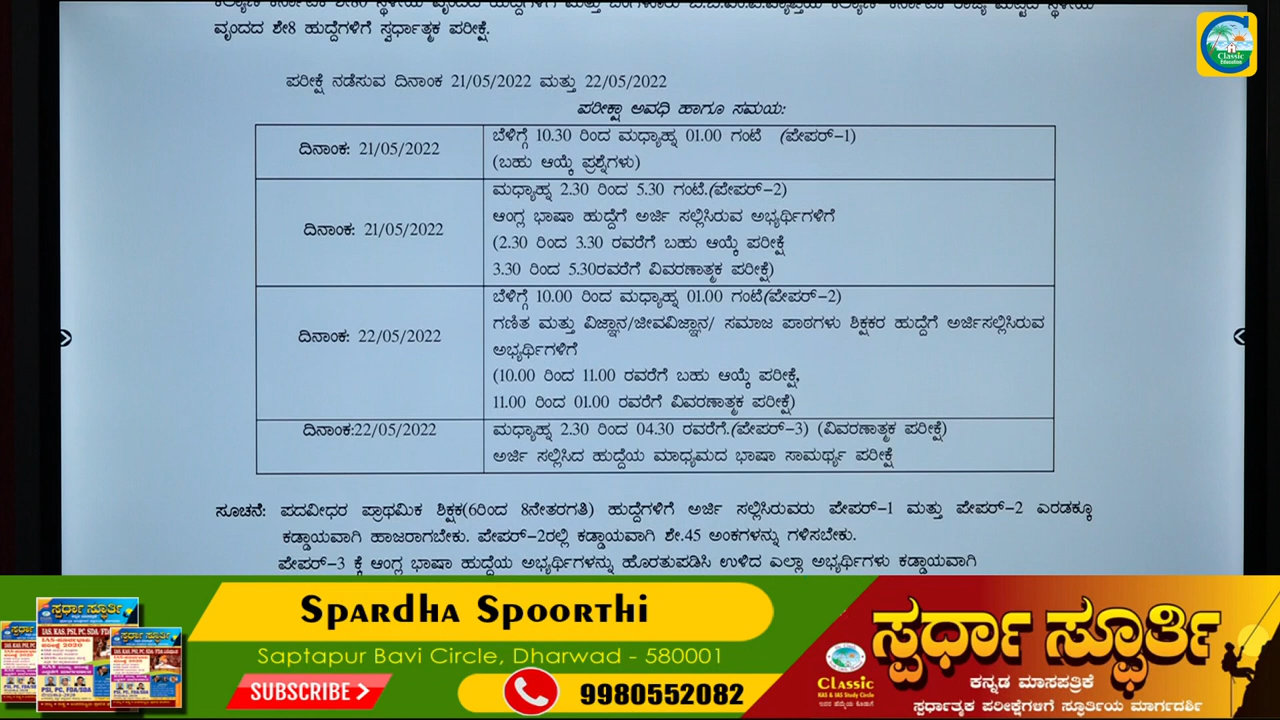 ವೃಂದದ ಶೇ8 ಹುದ್ದೆಗಳಿಗೆ ಸ್ವರ್ಧಾತ್ಮಕ ಪರೀಕ್ಷೆ.
Classic
Education
ಪರೀಕ್ಷೆ ನಡೆಸುವ ದಿನಾಂಕ 21/05/2022 ಮತ್ತು 22/05/2022
ಪರೀಕ್ಷಾ ಅವಧಿ ಹಾಗೂ ಸಮಯ:
ದಿನಾಂಕ: 21/05/2022
ಬೆಳಿಗ್ಗೆ 10.30 ರಿಂದ ಮಧ್ಯಾಹ್ನ 01.00 ಗಂಟೆ (ಪೇಪರ್-1)
(ಬಹು ಆಯ್ಕೆ ಪ್ರಶ್ನೆಗಳು)
ದಿನಾಂಕ: 21/05/2022
ಮಧ್ಯಾಹ್ನ 2.30 ರಿಂದ 5.30 ಗಂಟೆ.(ಪೇಪರ್-2)
ಆಂಗ್ಲ ಭಾಷಾ ಹುದ್ದೆಗೆ ಅರ್ಜಿ ಸಲ್ಲಿಸಿರುವ ಅಭ್ಯರ್ಥಿಗಳಿಗೆ
(2.30 ರಿಂದ 3.30 ರವರೆಗೆ ಬಹು ಆಯ್ಕೆ ಪರೀಕ್ಷೆ
3.30 ರಿಂದ 5.30ರವರೆಗೆ ವಿವರಣಾತ್ಮಕ ಪರೀಕ್ಷೆ)
ದಿನಾಂಕ: 22/05/2022
ಬೆಳಿಗ್ಗೆ 10.00 ರಿಂದ ಮಧ್ಯಾಹ್ನ 01.00 ಗಂಟೆ(ಪೇಪರ್-2)
ಗಣಿತ ಮತ್ತು ವಿಜ್ಞಾನ/ಜೀವವಿಜ್ಞಾನ/ ಸಮಾಜ ಪಾಠಗಳು ಶಿಕ್ಷಕರ ಹುದ್ದೆಗೆ ಅರ್ಜಿಸಲ್ಲಿಸಿರುವ
ಅಭ್ಯರ್ಥಿಗಳಿಗೆ
(10.00 ರಿಂದ 11.00 ರವರೆಗೆ ಬಹು ಆಯ್ಕೆ ಪರೀಕ್ಷೆ,
11.00 ರಿಂದ 01.00 ರವರೆಗೆ ವಿವರಣಾತ್ಮಕ ಪರೀಕ್ಷೆ)
ದಿನಾಂಕ:22/05/2022
ಮಧ್ಯಾಹ್ನ 2.30 ರಿಂದ 04.30 ರವರೆಗೆ.(ಪೇಪರ್-3) (ವಿವರಣಾತ್ಮಕ ಪರೀಕ್ಷೆ)
ಅರ್ಜಿ ಸಲ್ಲಿಸಿದ ಹುದ್ದೆಯ ಮಾಧ್ಯಮದ ಭಾಷಾ ಸಾಮರ್ಥ್ಯ ಪರೀಕ್ಷೆ
ಸೂಚನೆ: ಪದವೀಧರ ಪ್ರಾಥಮಿಕ ಶಿಕ್ಷಕ(6ರಿಂದ 8ನೇತರಗತಿ) ಹುದ್ದೆಗಳಿಗೆ ಅರ್ಜಿ ಸಲ್ಲಿಸಿರುವರು ಪೇಪರ್-1 ಮತ್ತು ಪೇಪರ್-2 ಎರಡಕ್ಕೂ
ಕಡ್ಡಾಯವಾಗಿ ಹಾಜರಾಗಬೇಕು. ಪೇಪರ್-2ರಲ್ಲಿ ಕಡ್ಡಾಯವಾಗಿ ಶೇ.45 ಅಂಕಗಳನ್ನು ಗಳಿಸಬೇಕು.
ಪೇಪರ್-3 ಕ್ಕೆ ಆಂಗ್ಲ ಭಾಷಾ ಹುದ್ದೆಯ ಅಭ್ಯರ್ಥಿಗಳನ್ನು ಹೊರತುಪಡಿಸಿ ಉಳಿದ ಎಲ್ಲಾ ಅಭ್ಯರ್ಥಿಗಳು ಕಡ್ಡಾಯವಾಗಿ
Spardha Spoorthi
Saptapur Bavi Circle, Dharwad - 580001
SUBSCRIBE
9980552082
Classic
KAS & IAS Study Circle
ಸ್ಪರ್ಧಾ ಸ್ಫೂರ್ತಿ
ಕನ್ನಡ ಮಾಸಪತ್ರಿಕೆ
ಸ್ಪರ್ಧಾತ್ಮಕ ಪರೀಕ್ಷೆಗಳಿಗೆ ಸ್ಫೂರ್ತಿಯ ಮಾರ್ಗದರ್ಶಿ